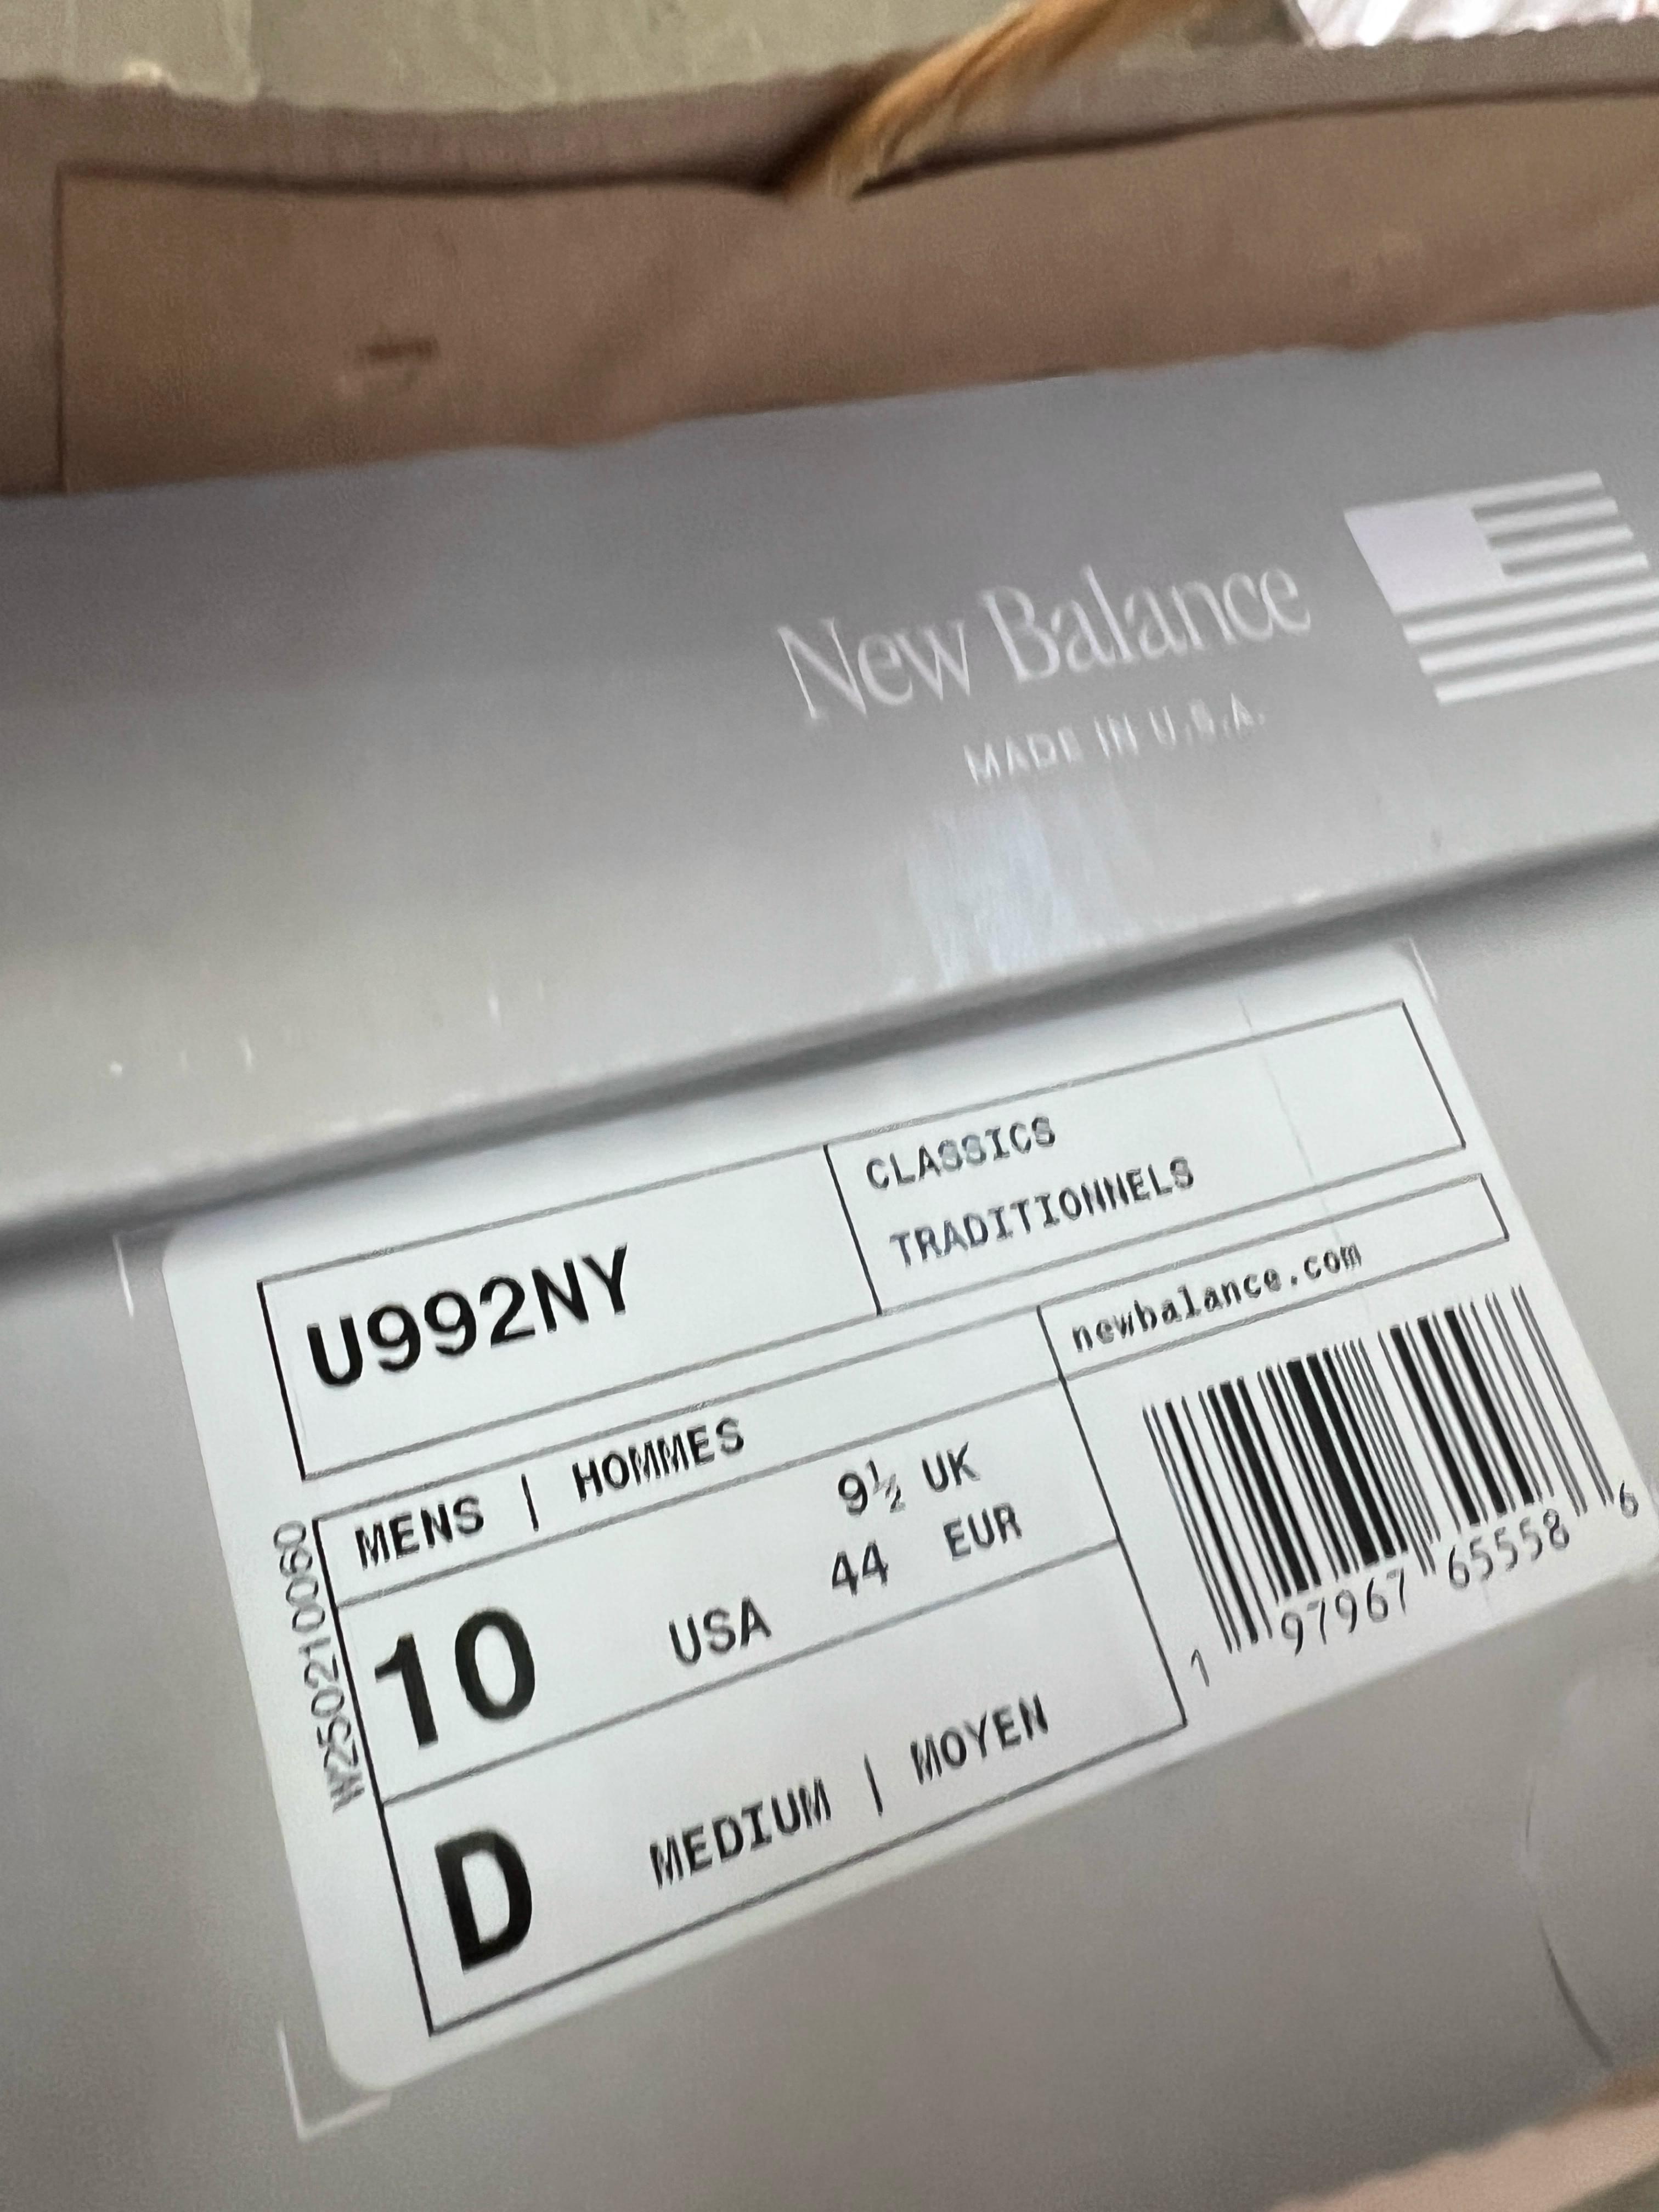 New Balance
MADE IN U.S.A.
U992NY
CLASSICS
TRADITIONNELS
newbalance.com
MENS | HOMMES
10 USA
9½ UK
44 EUR
D MEDIUM | MOYEN
1 97967 65558 6